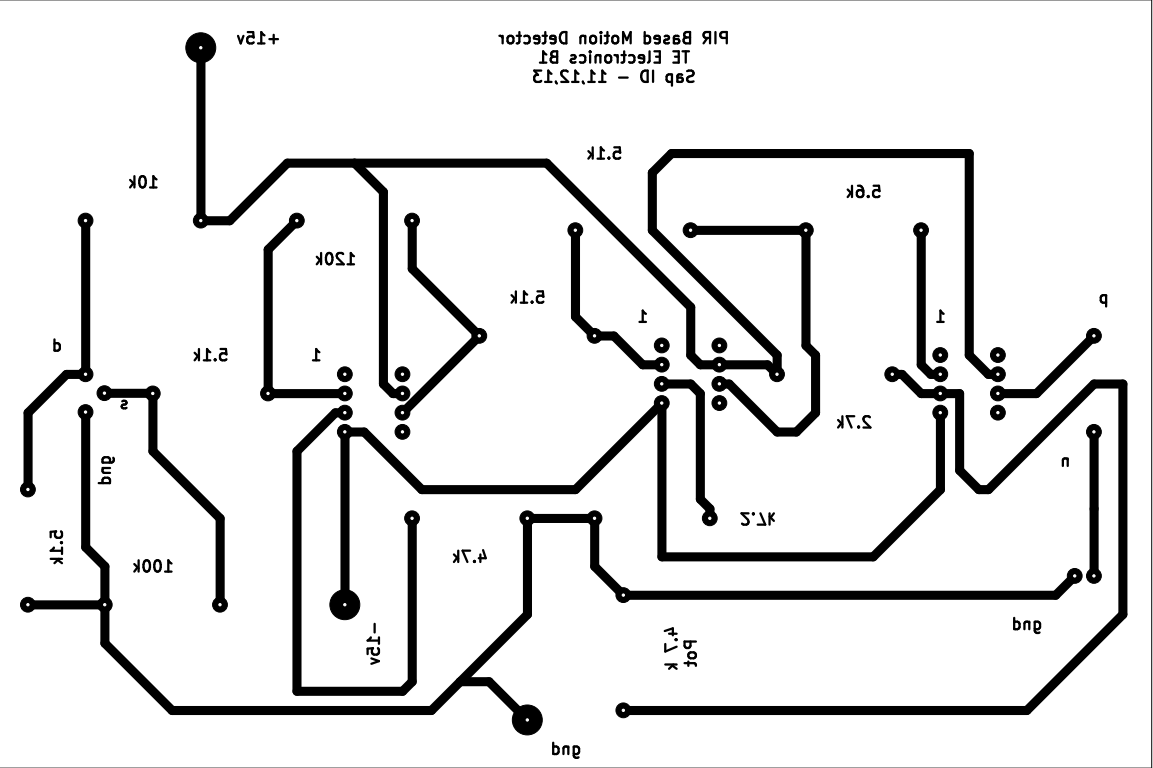 +15v
PIR Based Motion Detector
TE Electronics B1
Sap ID - 11,12,13
5.1k
10k
5.6k
120k
5.1k
p
1
1
d
5.1k
1
s
2.7k
gnd
n
2.7k
5.1k
100k
4.7k
gnd
-15v
Pot
4.7 k
gnd